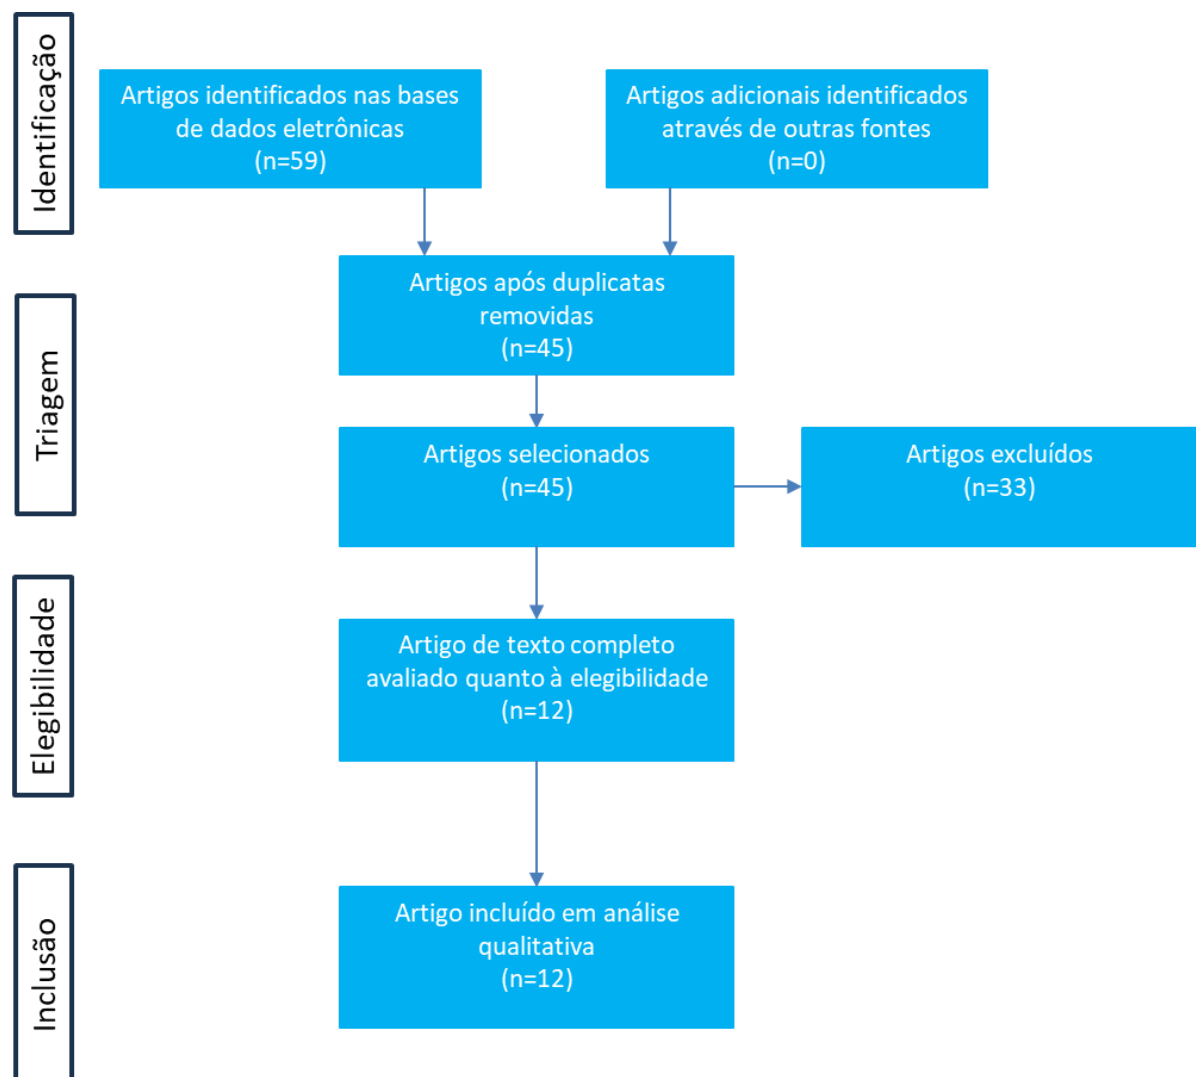 Identificação
Artigos identificados nas bases
de dados eletrônicas
(n=59)
Artigos adicionais identificados
através de outras fontes
(n=0)
Triagem
Artigos após duplicatas
removidas
(n=45)
Artigos selecionados
(n=45)
Artigos excluídos
(n=33)
Elegibilidade
Artigo de texto completo
avaliado quanto à elegibilidade
(n=12)
Inclusão
Artigo incluído em análise
qualitativa
(n=12)